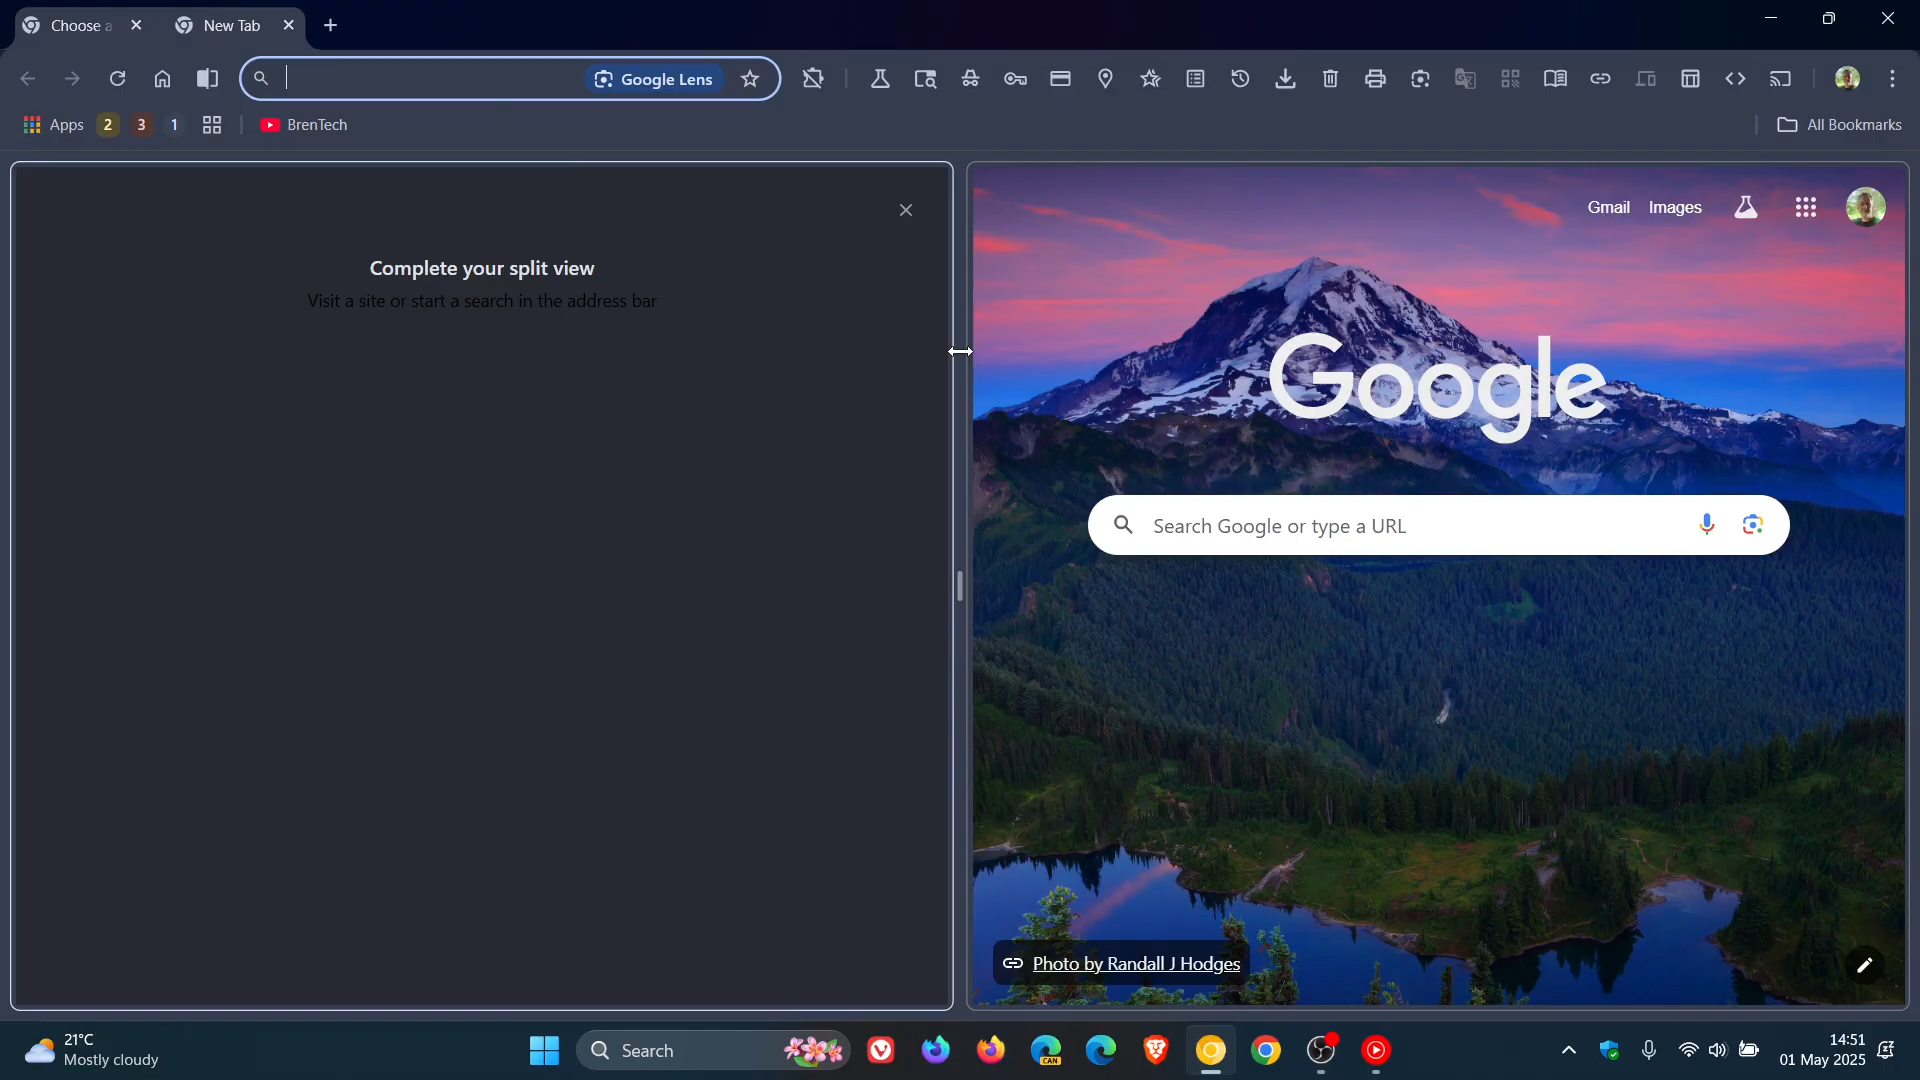 Choose a
New Tab
Google Lens
Apps
2
3
1
BrenTech
All Bookmarks
Complete your split view
Visit a site or start a search in the address bar
Gmail
Images
Google
Search Google or type a URL
Photo by Randall J Hodges
21°C
Mostly cloudy
Search
CAN
14:51
01 May 2025